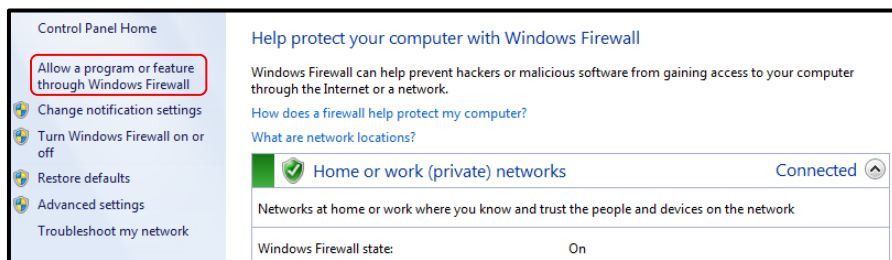 Control Panel Home
Allow a program or feature
through Windows Firewall
Change notification settings
Turn Windows Firewall on or
off
Restore defaults
Advanced settings
Troubleshoot my network
Help protect your computer with Windows Firewall
Windows Firewall can help prevent hackers or malicious software from gaining access to your computer
through the Internet or a network.
How does a firewall help protect my computer?
What are network locations?
Home or work (private) networks Connected
Networks at home or work where you know and trust the people and devices on the network
Windows Firewall state: On